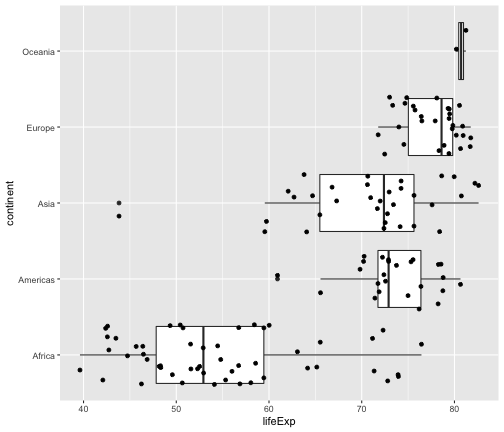 Oceania
Europe
Asia
Americas
Africa
continent
40 50 60 70 80
lifeExp